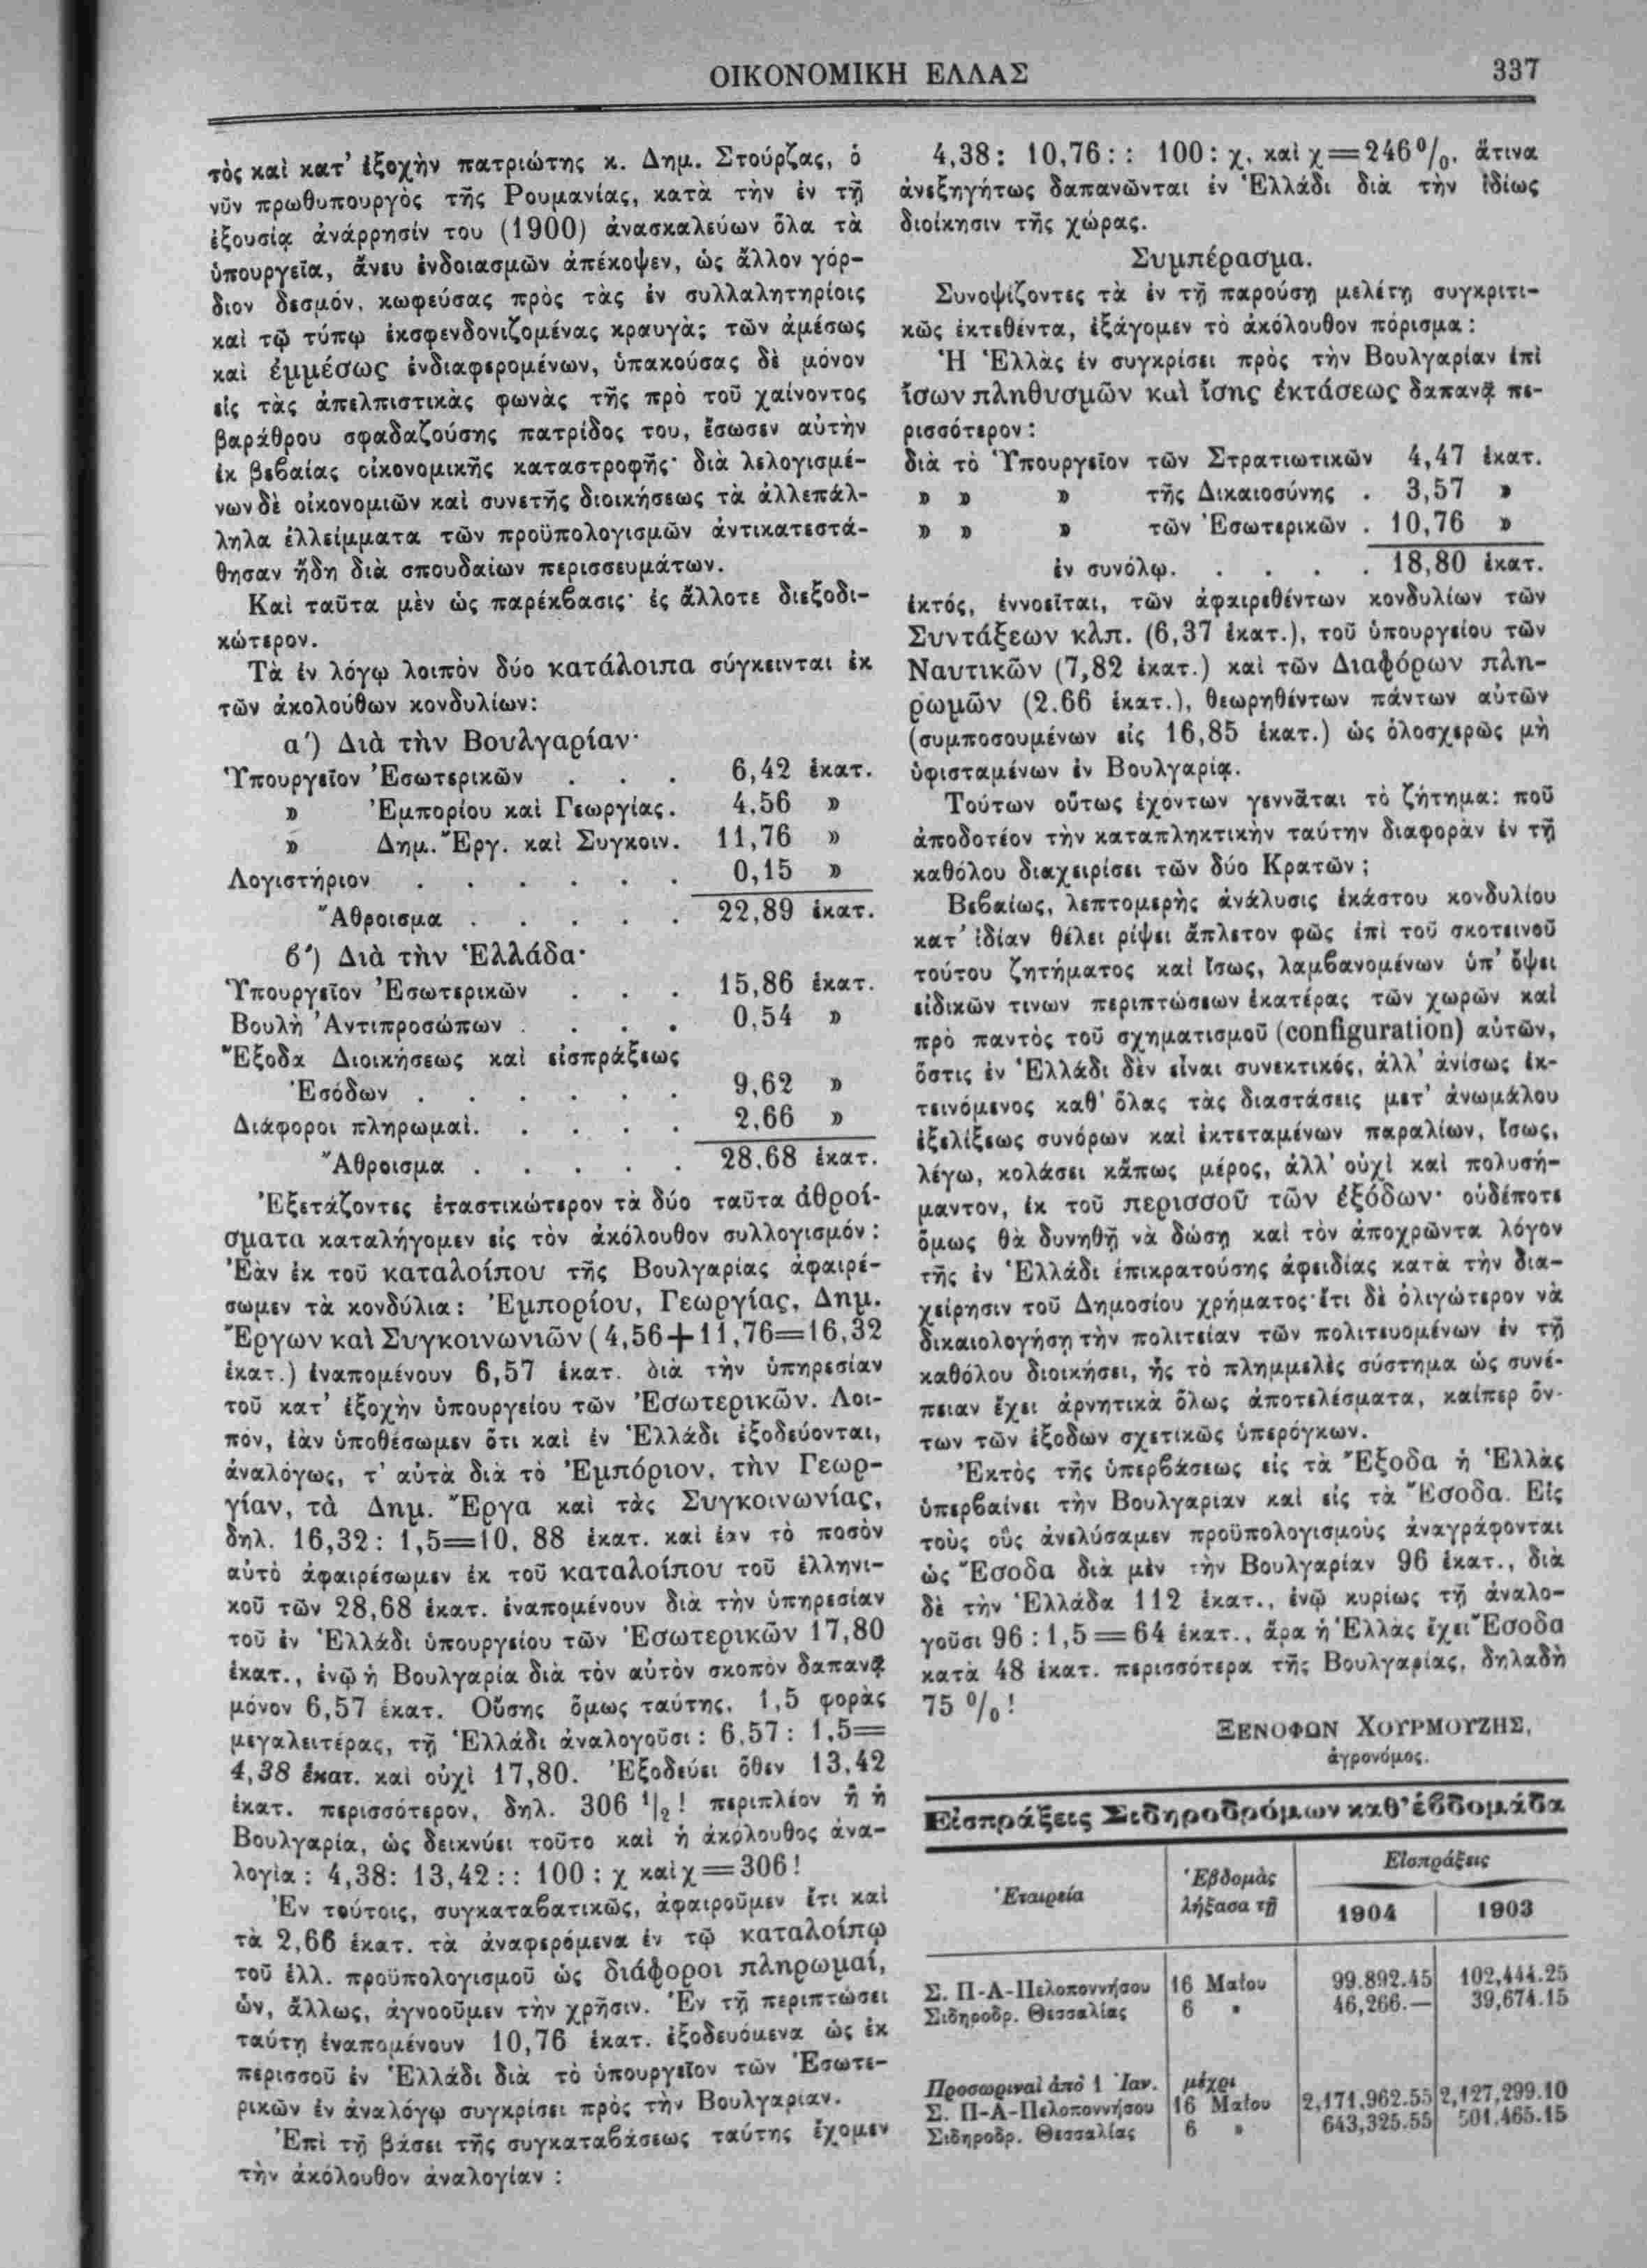 ΟΙΚΟΝΟΜΙΚΗ ΕΛΛΑΣ
337
τὸς καὶ κατ' ἐξοχὴν πατριώτης κ. Δημ. Στούρζας, ὁ
νῦν πρωθυπουργὸς τῆς Ρουμανίας, κατὰ τὴν ἐν τῇ
ἐξουσίᾳ ἀνάρρησίν του (1900) ἀνασκαλεύων ὅλα τὰ
ὑπουργεῖα, ἄνευ ἐνδοιασμῶν ἀπέκοψεν, ὡς ἄλλον γόρ-
διον δεσμόν, κωφεύσας πρὸς τὰς ἐν συλλαλητηρίοις
καὶ τῷ τύπῳ ἐκσφενδονιζομένας κραυγὰς τῶν ἀμέσως
καὶ ἐμμέσως ἐνδιαφερομένων, ὑπακούσας δὲ μόνον
εἰς τὰς ἀπελπιστικὰς φωνὰς τῆς πρὸ τοῦ χαίνοντος
βαράθρου σφαδαζούσης πατρίδος του, ἔσωσεν αὐτὴν
ἐκ βεβαίας οἰκονομικῆς καταστροφῆς· διὰ λελογισμέ-
νων δὲ οἰκονομιῶν καὶ συνετῆς διοικήσεως τὰ ἀλλεπάλ-
ληλα ἐλλείμματα τῶν προϋπολογισμῶν ἀντικατεστά-
θησαν ἤδη διὰ σπουδαίων περισσευμάτων.
Καὶ ταῦτα μὲν ὡς παρέκβασις· ἐς ἄλλοτε διεξοδι-
κώτερον.
Τὰ ἐν λόγῳ λοιπὸν δύο κατάλοιπα σύγκεινται ἐκ
τῶν ἀκολούθων κονδυλίων:
α') Διὰ τὴν Βουλγαρίαν·
Ὑπουργεῖον Ἐσωτερικῶν . . . 6,42 ἑκατ.
» Ἐμπορίου καὶ Γεωργίας. 4,56 »
» Δημ. Ἔργ. καὶ Συγκοιν. 11,76 »
Λογιστήριον . . . . . . 0,15 »
Ἄθροισμα . . . . . 22,89 ἑκατ.
β') Διὰ τὴν Ἑλλάδα·
Ὑπουργεῖον Ἐσωτερικῶν . . . 15,86 ἑκατ.
Βουλὴ Ἀντιπροσώπων . . . . 0,54 »
Ἔξοδα Διοικήσεως καὶ εἰσπράξεως
Ἐσόδων . . . . . . 9,62 »
Διάφοροι πληρωμαί. . . . . 2,66 »
Ἄθροισμα . . . . . 28,68 ἑκατ.
Ἐξετάζοντες ἐταστικώτερον τὰ δύο ταῦτα ἀθροί-
σματα καταλήγομεν εἰς τὸν ἀκόλουθον συλλογισμόν:
Ἐὰν ἐκ τοῦ καταλοίπου τῆς Βουλγαρίας ἀφαιρέ-
σωμεν τὰ κονδύλια: Ἐμπορίου, Γεωργίας, Δημ.
Ἔργων καὶ Συγκοινωνιῶν (4,56+11,76=16,32
ἑκατ.) ἐναπομένουν 6,57 ἑκατ. διὰ τὴν ὑπηρεσίαν
τοῦ κατ' ἐξοχὴν ὑπουργείου τῶν Ἐσωτερικῶν. Λοι-
πόν, ἐὰν ὑποθέσωμεν ὅτι καὶ ἐν Ἑλλάδι ἐξοδεύονται,
ἀναλόγως, τ' αὐτὰ διὰ τὸ Ἐμπόριον, τὴν Γεωρ-
γίαν, τὰ Δημ. Ἔργα καὶ τὰς Συγκοινωνίας,
δηλ. 16,32: 1,5=10, 88 ἑκατ. καὶ ἐὰν τὸ ποσὸν
αὐτὸ ἀφαιρέσωμεν ἐκ τοῦ καταλοίπου τοῦ ἑλληνι-
κοῦ τῶν 28,68 ἑκατ. ἐναπομένουν διὰ τὴν ὑπηρεσίαν
τοῦ ἐν Ἑλλάδι ὑπουργείου τῶν Ἐσωτερικῶν 17,80
ἑκατ., ἐνῷ ἡ Βουλγαρία διὰ τὸν αὐτὸν σκοπὸν δαπανᾷ
μόνον 6,57 ἑκατ. Οὔσης ὅμως ταύτης, 1,5 φορὰς
μεγαλειτέρας, τῇ Ἑλλάδι ἀναλογοῦσι: 6,57: 1,5=
4,38 ἑκατ. καὶ οὐχὶ 17,80. Ἐξοδεύει ὅθεν 13,42
ἑκατ. περισσότερον, δηλ. 306 1/2! περιπλέον ἢ ἡ
Βουλγαρία, ὡς δεικνύει τοῦτο καὶ ἡ ἀκόλουθος ἀνα-
λογία: 4,38: 13,42:: 100: χ καὶ χ=306!
Ἐν τούτοις, συγκαταβατικῶς, ἀφαιροῦμεν ἔτι καὶ
τὰ 2,66 ἑκατ. τὰ ἀναφερόμενα ἐν τῷ καταλοίπῳ
τοῦ ἑλλ. προϋπολογισμοῦ ὡς διάφοροι πληρωμαί,
ὧν, ἄλλως, ἀγνοοῦμεν τὴν χρῆσιν. Ἐν τῇ περιπτώσει
ταύτῃ ἐναπομένουν 10,76 ἑκατ. ἐξοδευόμενα ὡς ἐκ
περισσοῦ ἐν Ἑλλάδι διὰ τὸ ὑπουργεῖον τῶν Ἐσωτε-
ρικῶν ἐν ἀναλόγῳ συγκρίσει πρὸς τὴν Βουλγαρίαν.
Ἐπὶ τῇ βάσει τῆς συγκαταβάσεως ταύτης ἔχομεν
τὴν ἀκόλουθον ἀναλογίαν :
4,38: 10,76:: 100: χ, καὶ χ=246%, ἅτινα
ἀνεξηγήτως δαπανῶνται ἐν Ἑλλάδι διὰ τὴν ἰδίως
διοίκησιν τῆς χώρας.
Συμπέρασμα.
Συνοψίζοντες τὰ ἐν τῇ παρούσῃ μελέτῃ συγκριτι-
κῶς ἐκτεθέντα, ἐξάγομεν τὸ ἀκόλουθον πόρισμα:
Ἡ Ἑλλὰς ἐν συγκρίσει πρὸς τὴν Βουλγαρίαν ἐπὶ
ἴσων πληθυσμῶν καὶ ἴσης ἐκτάσεως δαπανᾷ πε-
ρισσότερον:
διὰ τὸ Ὑπουργεῖον τῶν Στρατιωτικῶν 4,47 ἑκατ.
» » » τῆς Δικαιοσύνης . 3,57 »
» » » τῶν Ἐσωτερικῶν . 10,76 »
ἐν συνόλῳ. . . . . 18,80 ἑκατ.
ἐκτός, ἐννοεῖται, τῶν ἀφαιρεθέντων κονδυλίων τῶν
Συντάξεων κλπ. (6,37 ἑκατ.), τοῦ ὑπουργείου τῶν
Ναυτικῶν (7,82 ἑκατ.) καὶ τῶν Διαφόρων πλη-
ρωμῶν (2.66 ἑκατ.), θεωρηθέντων πάντων αὐτῶν
(συμποσουμένων εἰς 16,85 ἑκατ.) ὡς ὁλοσχερῶς μὴ
ὑφισταμένων ἐν Βουλγαρίᾳ.
Τούτων οὕτως ἐχόντων γεννᾶται τὸ ζήτημα: ποῦ
ἀποδοτέον τὴν καταπληκτικὴν ταύτην διαφορὰν ἐν τῇ
καθόλου διαχειρίσει τῶν δύο Κρατῶν;
Βεβαίως, λεπτομερὴς ἀνάλυσις ἑκάστου κονδυλίου
κατ' ἰδίαν θέλει ρίψει ἄπλετον φῶς ἐπὶ τοῦ σκοτεινοῦ
τούτου ζητήματος καὶ ἴσως, λαμβανομένων ὑπ' ὄψει
εἰδικῶν τινων περιπτώσεων ἑκατέρας τῶν χωρῶν καὶ
πρὸ παντὸς τοῦ σχηματισμοῦ (configuration) αὐτῶν,
ὅστις ἐν Ἑλλάδι δὲν εἶναι συνεκτικός, ἀλλ' ἀνίσως ἐκ-
τεινόμενος καθ' ὅλας τὰς διαστάσεις μετ' ἀνωμάλου
ἐξελίξεως συνόρων καὶ ἐκτεταμένων παραλίων, ἴσως,
λέγω, κολάσει κἄπως μέρος, ἀλλ' οὐχὶ καὶ πολυσή-
μαντον, ἐκ τοῦ περισσοῦ τῶν ἐξόδων· οὐδέποτε
ὅμως θὰ δυνηθῇ νὰ δώσῃ καὶ τὸν ἀποχρῶντα λόγον
τῆς ἐν Ἑλλάδι ἐπικρατούσης ἀφειδίας κατὰ τὴν δια-
χείρησιν τοῦ Δημοσίου χρήματος· ἔτι δὲ ὀλιγώτερον νὰ
δικαιολογήσῃ τὴν πολιτείαν τῶν πολιτευομένων ἐν τῇ
καθόλου διοικήσει, ἧς τὸ πλημμελὲς σύστημα ὡς συνέ-
πειαν ἔχει ἀρνητικὰ ὅλως ἀποτελέσματα, καίπερ ὄν-
των τῶν ἐξόδων σχετικῶς ὑπερόγκων.
Ἐκτὸς τῆς ὑπερβάσεως εἰς τὰ Ἔξοδα ἡ Ἑλλὰς
ὑπερβαίνει τὴν Βουλγαρίαν καὶ εἰς τὰ Ἔσοδα. Εἰς
τοὺς οὓς ἀνελύσαμεν προϋπολογισμοὺς ἀναγράφονται
ὡς Ἔσοδα διὰ μὲν τὴν Βουλγαρίαν 96 ἑκατ., διὰ
δὲ τὴν Ἑλλάδα 112 ἑκατ., ἐνῷ κυρίως τῇ ἀναλο-
γοῦσι 96 : 1,5=64 ἑκατ., ἄρα ἡ Ἑλλὰς ἔχει Ἔσοδα
κατὰ 48 ἑκατ. περισσότερα τῆς Βουλγαρίας, δηλαδὴ
75 %!
ΞΕΝΟΦΩΝ ΧΟΥΡΜΟΥΖΗΣ,
ἀγρονόμος.
Εἰσπράξεις Σιδηροδρόμων καθ' ἑβδομάδα
Ἑταιρεία
Ἑβδομὰς
λήξασα τῇ
Εἰσπράξεις
1904 1903
Σ. Π-Α-Πελοποννήσου 16 Μαΐου 99.892.45 102,444.25
Σιδηροδρ. Θεσσαλίας 6 » 46,266.— 39,674.15
Προσωριναὶ ἀπὸ 1 Ἰαν. μέχρι
Σ. Π-Α-Πελοποννήσου 16 Μαΐου 2,171,962.55 2,127,299.10
Σιδηροδρ. Θεσσαλίας 6 » 643,325.55 501,465.15